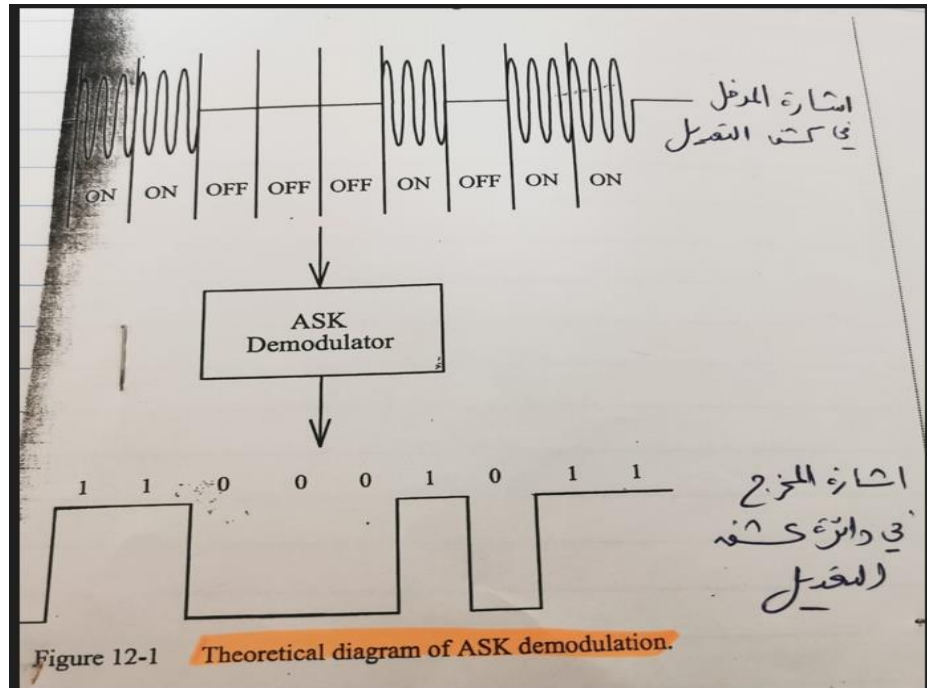 اشارة المدخل
في كشف التعديل
ON ON OFF OFF OFF ON OFF ON ON
ASK
Demodulator
1 1 0 0 0 1 0 1 1
اشارة المخرج
في دائرة كشف
التعديل
Figure 12-1 Theoretical diagram of ASK demodulation.